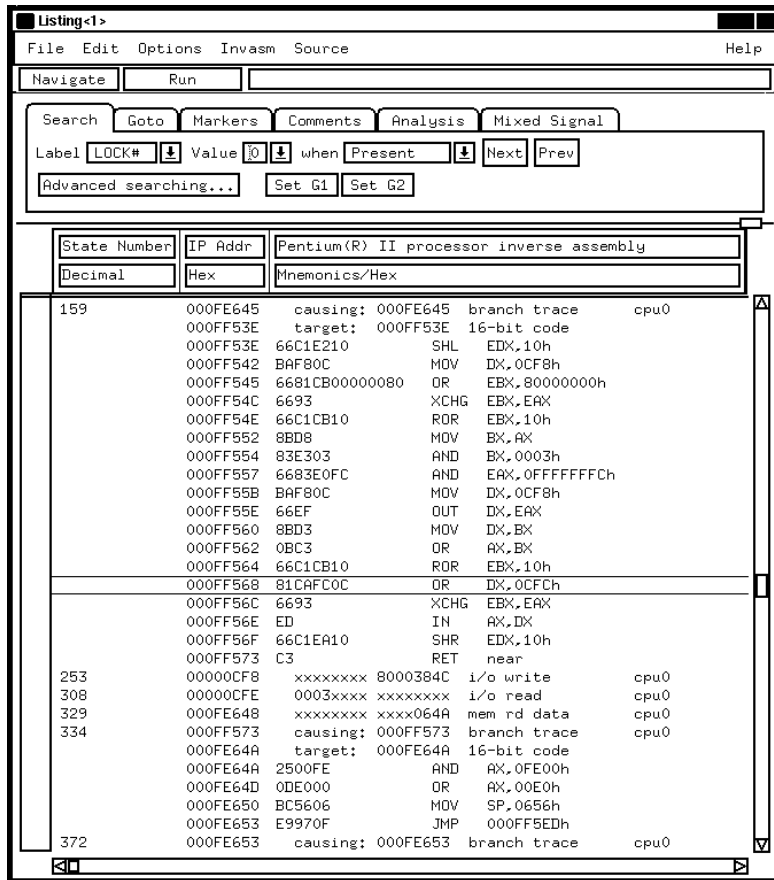 Listing<1>
File Edit Options Invasm Source Help
Navigate Run
Search Goto Markers Comments Analysis Mixed Signal
Label LOCK# Value 0 when Present Next Prev
Advanced searching... Set G1 Set G2
State Number IP Addr Pentium(R) II processor inverse assembly
Decimal Hex Mnemonics/Hex
159 000FE645 causing: 000FE645 branch trace cpu0
000FF53E target: 000FF53E 16-bit code
000FF53E 66C1E210 SHL EDX,10h
000FF542 BAF80C MOV DX,0CF8h
000FF545 6681CB00000080 OR EBX,80000000h
000FF54C 6693 XCHG EBX,EAX
000FF54E 66C1CB10 ROR EBX,10h
000FF552 8BD8 MOV BX,AX
000FF554 83E303 AND BX,0003h
000FF557 6683E0FC AND EAX,0FFFFFFFCh
000FF55B BAF80C MOV DX,0CF8h
000FF55E 66EF OUT DX,EAX
000FF560 8BD3 MOV DX,BX
000FF562 0BC3 OR AX,BX
000FF564 66C1CB10 ROR EBX,10h
000FF568 81CAFC0C OR DX,0CFCh
000FF56C 6693 XCHG EBX,EAX
000FF56E ED IN AX,DX
000FF56F 66C1EA10 SHR EDX,10h
000FF573 C3 RET near
253 00000CF8 xxxxxxxx 8000384C i/o write cpu0
308 00000CFE 0003xxxx xxxxxxxx i/o read cpu0
329 000FE648 xxxxxxxx xxxx064A mem rd data cpu0
334 000FF573 causing: 000FF573 branch trace cpu0
000FE64A target: 000FE64A 16-bit code
000FE64A 2500FE AND AX,0FE00h
000FE64D 0DE000 OR AX,00E0h
000FE650 BC5606 MOV SP,0656h
000FE653 E9970F JMP 000FF5EDh
372 000FE653 causing: 000FE653 branch trace cpu0